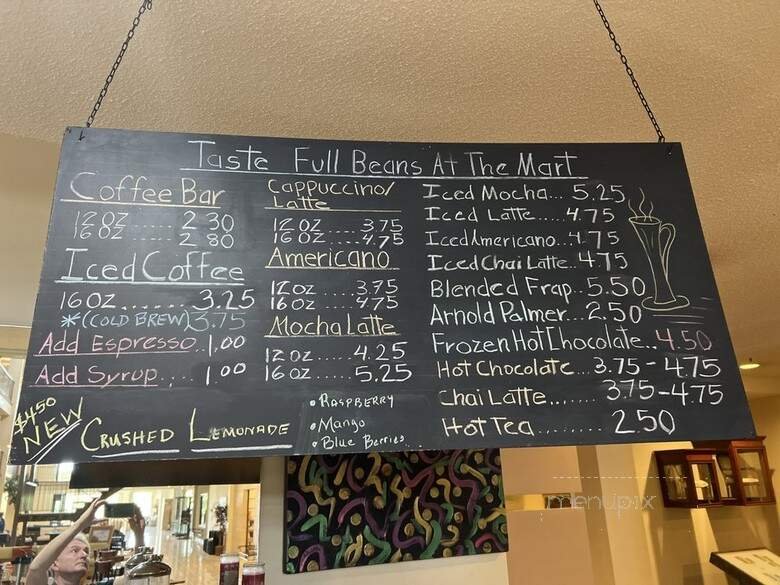 Taste Full Beans At The Mart
Coffee Bar
12 oz ..... 2 30
16 oz ..... 2 80
Iced Coffee
16 oz ........ 3.25
*(COLD BREW) 3.75
Add Espresso .. 1.00
Add Syrup .... 1 00
$4.50
NEW
CRUSHED LEMONADE
Cappuccino/
Latte
12 oz .... 3 75
16 oz .... 4.75
Americano
12 oz 3.75
16 oz .... 4.75
Mocha Latte
12 oz ..... 4.25
16 oz ..... 5.25
• RASPBERRY
• Mango
• Blue Berries
Iced Mocha... 5.25
Iced Latte.... 4.75
Iced Americano.. 4 75
Iced Chai Latte.. 4.75
Blended Frap.. 5.50
Arnold Palmer... 2.50
Frozen Hot Chocolate.. 4.50
Hot Chocolate... 3.75 - 4.75
Chai Latte....... 3.75 - 4.75
Hot Tea ......... 2 50
menupix